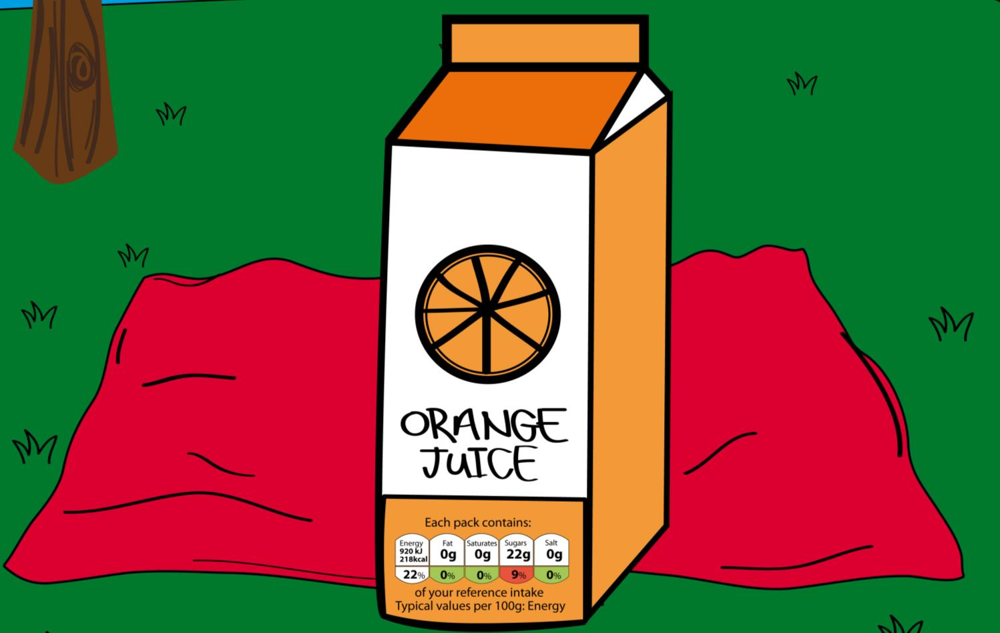 ORANGE
JUICE
Each pack contains:
Energy Fat Saturates Sugars Salt
920 kJ
218kcal 0g 0g 22g 0g
22% 0% 0% 9% 0%
of your reference intake
Typical values per 100g: Energy